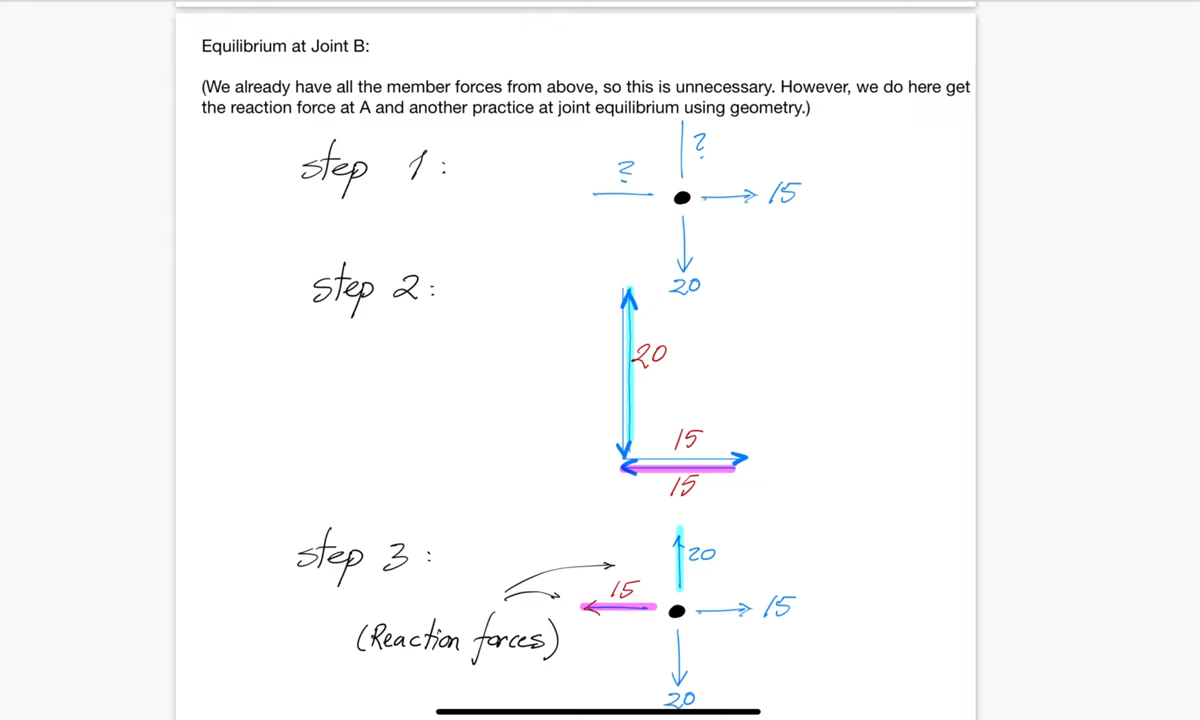 Equilibrium at Joint B:
(We already have all the member forces from above, so this is unnecessary. However, we do here get
the reaction force at A and another practice at joint equilibrium using geometry.)
step 1:
?
?
15
20
step 2:
20
15
15
step 3:
20
15
15
(Reaction forces)
20